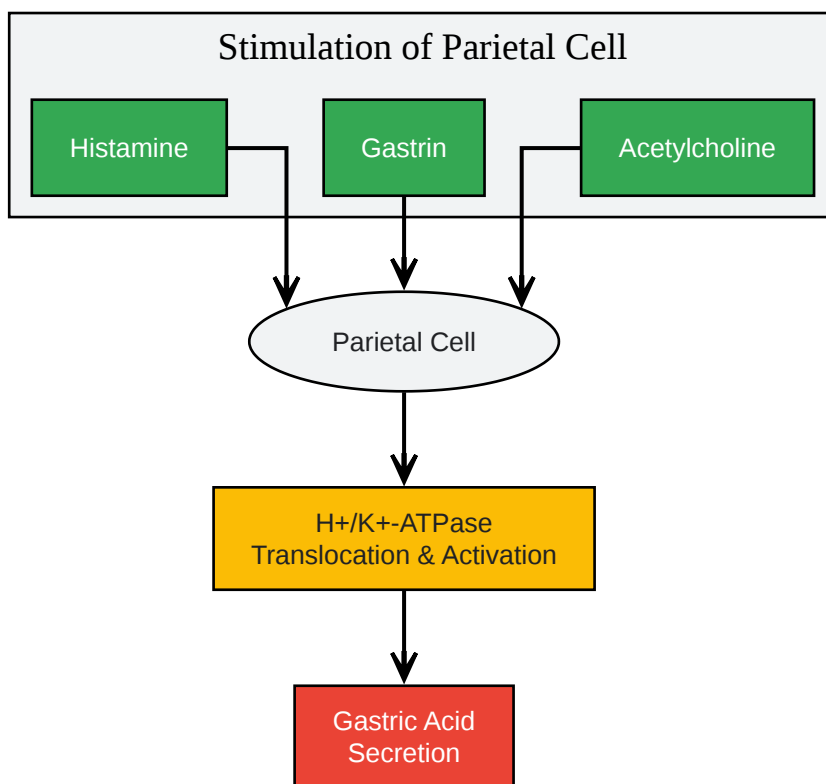 Stimulation of Parietal Cell
Histamine
Gastrin
Acetylcholine
Parietal Cell
H+/K+-ATPase
Translocation & Activation
Gastric Acid
Secretion